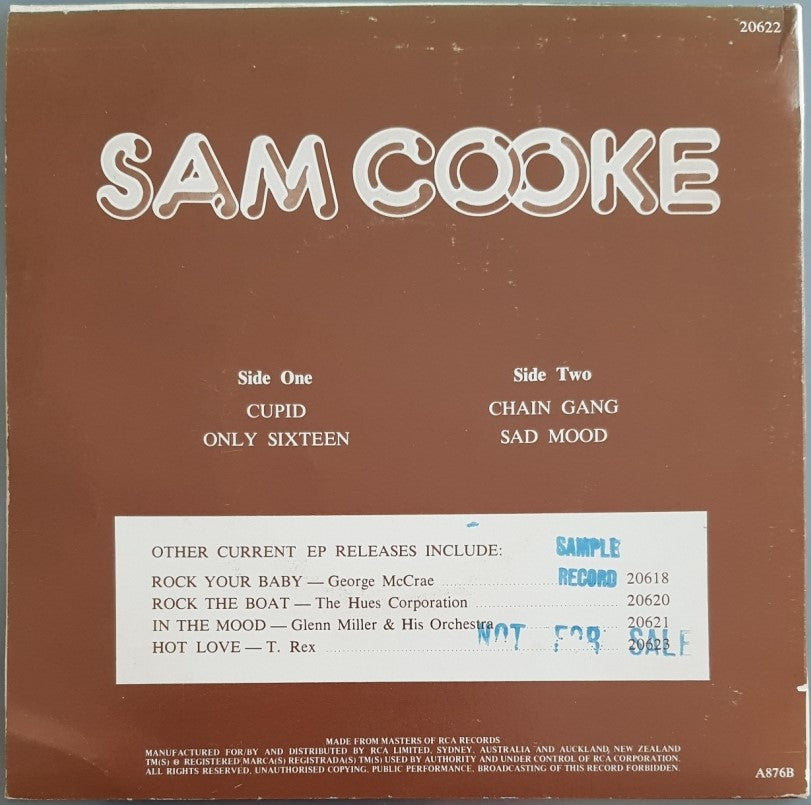 20622
SAM COOKE
Side One
CUPID
ONLY SIXTEEN
Side Two
CHAIN GANG
SAD MOOD
OTHER CURRENT EP RELEASES INCLUDE:
SAMPLE
RECORD
ROCK YOUR BABY — George McCrae 20618
ROCK THE BOAT — The Hues Corporation 20620
IN THE MOOD — Glenn Miller & His Orchestra 20621
HOT LOVE — T. Rex 20623
NOT FOR SALE
MADE FROM MASTERS OF RCA RECORDS
MANUFACTURED FOR/BY AND DISTRIBUTED BY RCA LIMITED, SYDNEY, AUSTRALIA AND AUCKLAND, NEW ZEALAND
TM(S) ® REGISTERED MARCA(S) REGISTRADA(S) TM(S) USED BY AUTHORITY AND UNDER CONTROL OF RCA CORPORATION.
ALL RIGHTS RESERVED, UNAUTHORISED COPYING, PUBLIC PERFORMANCE, BROADCASTING OF THIS RECORD FORBIDDEN.
A876B